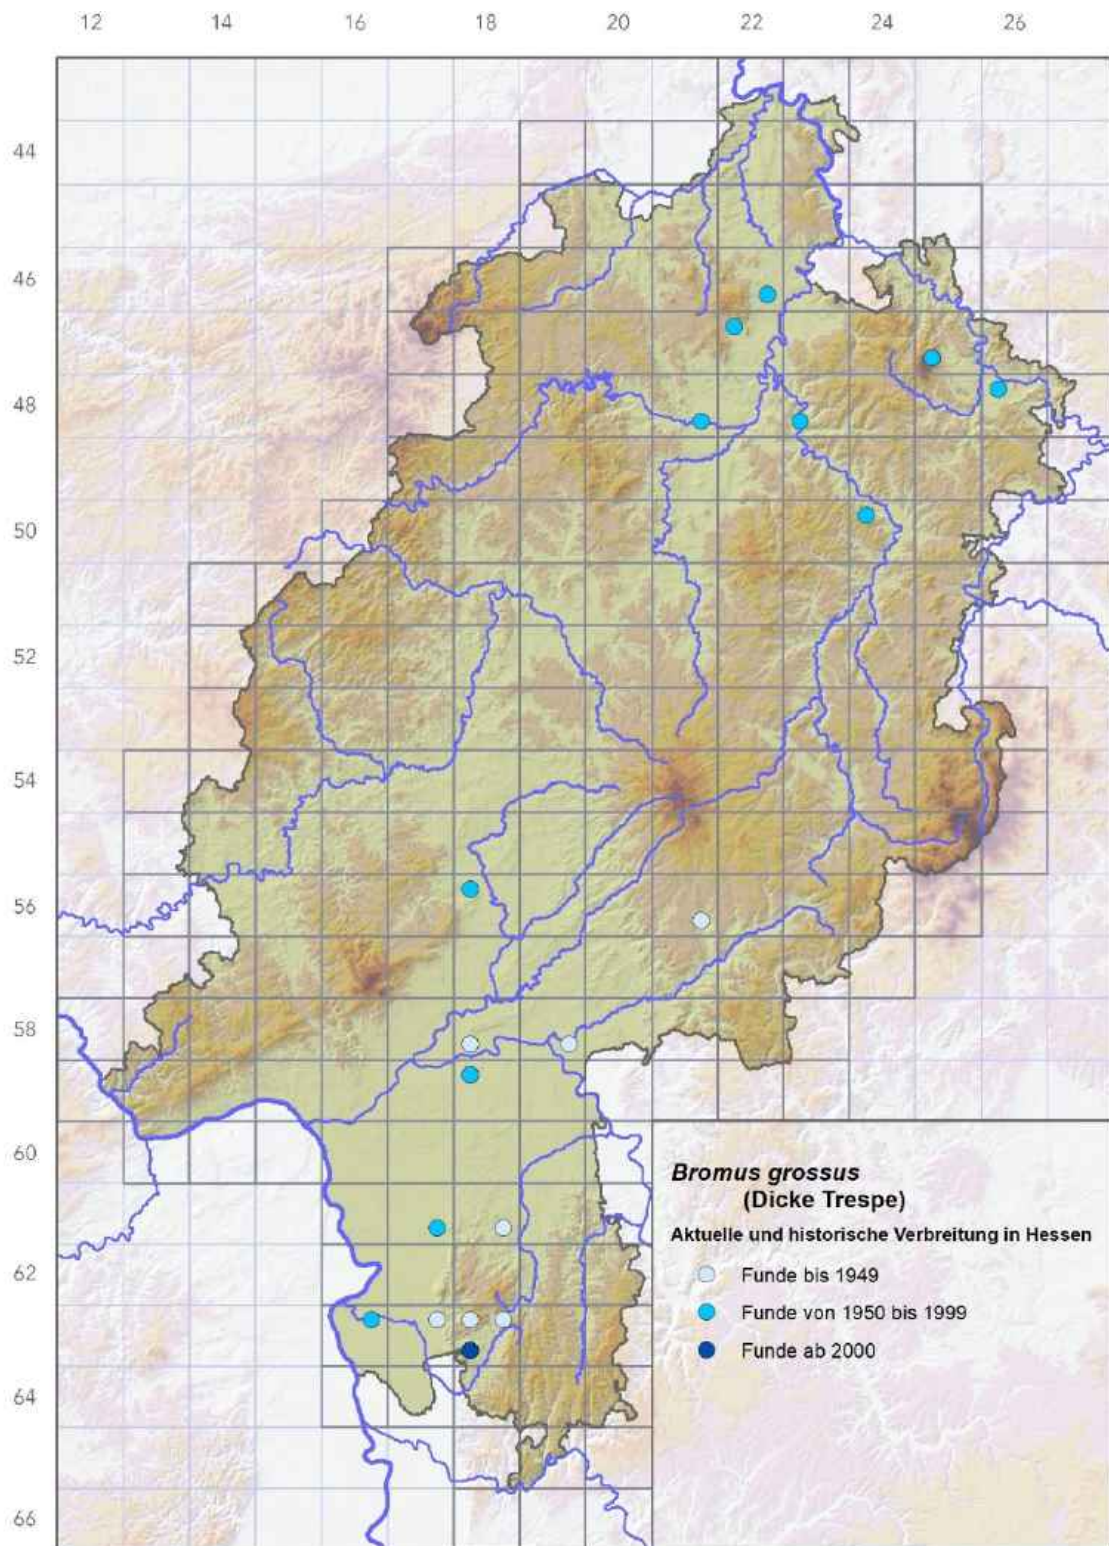 12 14 16 18 20 22 24 26
44
46
48
50
52
54
56
58
60
62
64
66
Bromus grossus
(Dicke Trespe)
Aktuelle und historische Verbreitung in Hessen
Funde bis 1949
Funde von 1950 bis 1999
Funde ab 2000